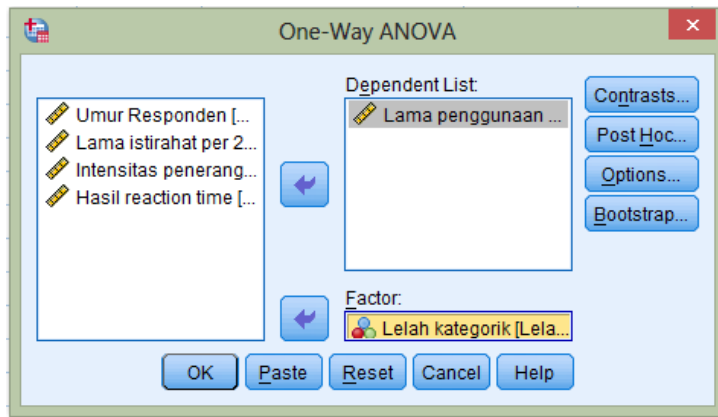 One-Way ANOVA
Umur Responden [...
Lama istirahat per 2...
Intensitas penerang...
Hasil reaction time [...
Dependent List:
Lama penggunaan ...
Factor:
Lelah kategorik [Lela...
Contrasts...
Post Hoc...
Options...
Bootstrap...
OK Paste Reset Cancel Help